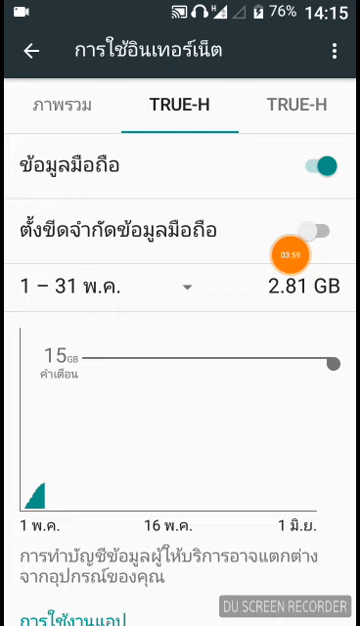 H 76% 14:15
การใช้อินเทอร์เน็ต
ภาพรวม TRUE-H TRUE-H
ข้อมูลมือถือ
ตั้งขีดจำกัดข้อมูลมือถือ
03:59
1 – 31 พ.ค. 2.81 GB
15GB
คำเตือน
1 พ.ค. 16 พ.ค. 1 มิ.ย.
การทำบัญชีข้อมูลผู้ให้บริการอาจแตกต่าง
จากอุปกรณ์ของคุณ
การใช้งานแอป
DU SCREEN RECORDER